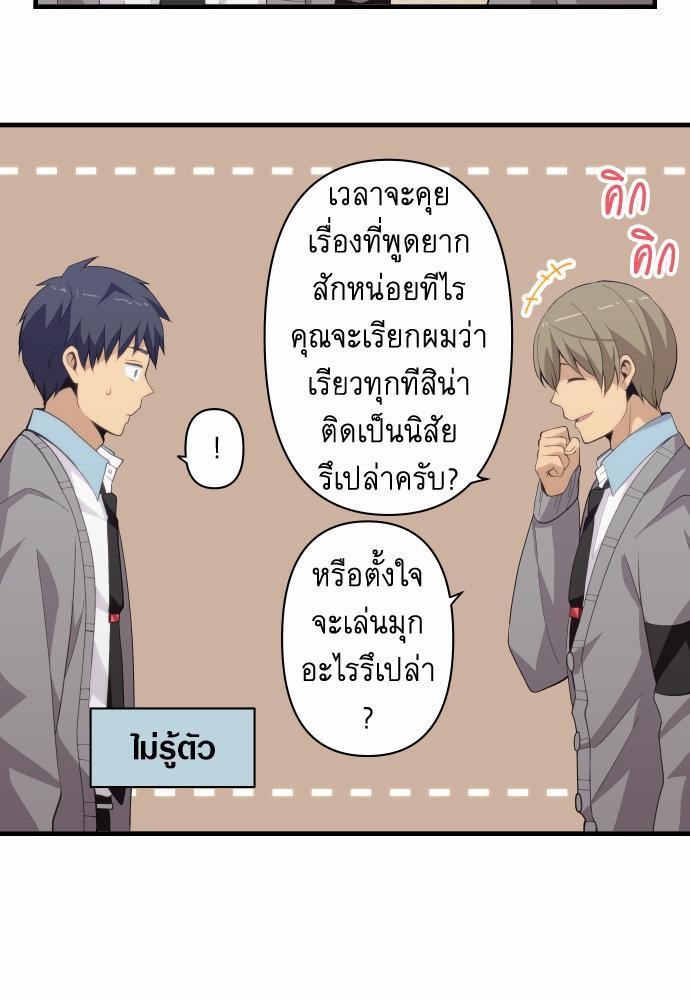 เวลาจะคุย
เรื่องที่พูดยาก
สักหน่อยทีไร
คุณจะเรียกผมว่า
เรียวทุกทีสิน่า
ติดเป็นนิสัย
รึเปล่าครับ?
คิก
คิก
!
หรือตั้งใจ
จะเล่นมุก
อะไรรึเปล่า
?
ไม่รู้ตัว